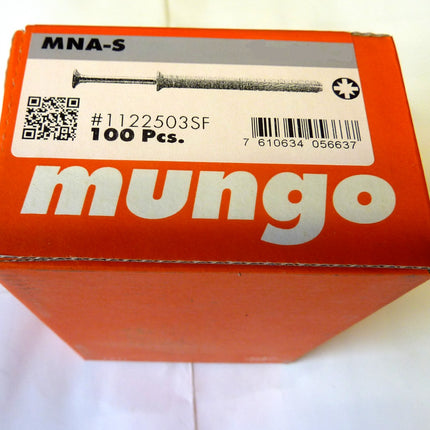 MNA-S
#1122503SF
100 Pcs.
7 610634 056637
mungo